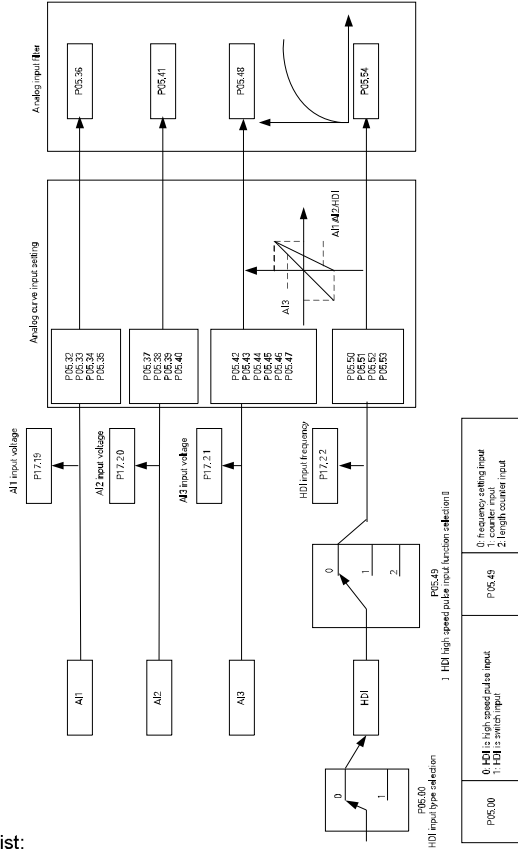 Analog input filter
P05.36
P05.41
P05.48
P05.54
Analog curve input setting
P05.32
P05.33
P05.34
P05.35
P05.37
P05.38
P05.39
P05.40
P05.42
P05.43
P05.44
P05.45
P05.46
P05.47
P05.50
P05.51
P05.52
P05.53
AI3
AI1/AI2/HDI
AI1 input voltage
P17.19
AI2 input voltage
P17.20
AI3 input voltage
P17.21
HDI input frequency
P17.22
AI1
AI2
AI3
HDI
0
1
2
P05.49
HDI high speed pulse input function selection
0
1
P05.00
HDI input type selection
P05.00
0: HDI is high speed pulse input
1: HDI is switch input
P05.49
0: frequency setting input
1: counter input
2: length counter input
ist: